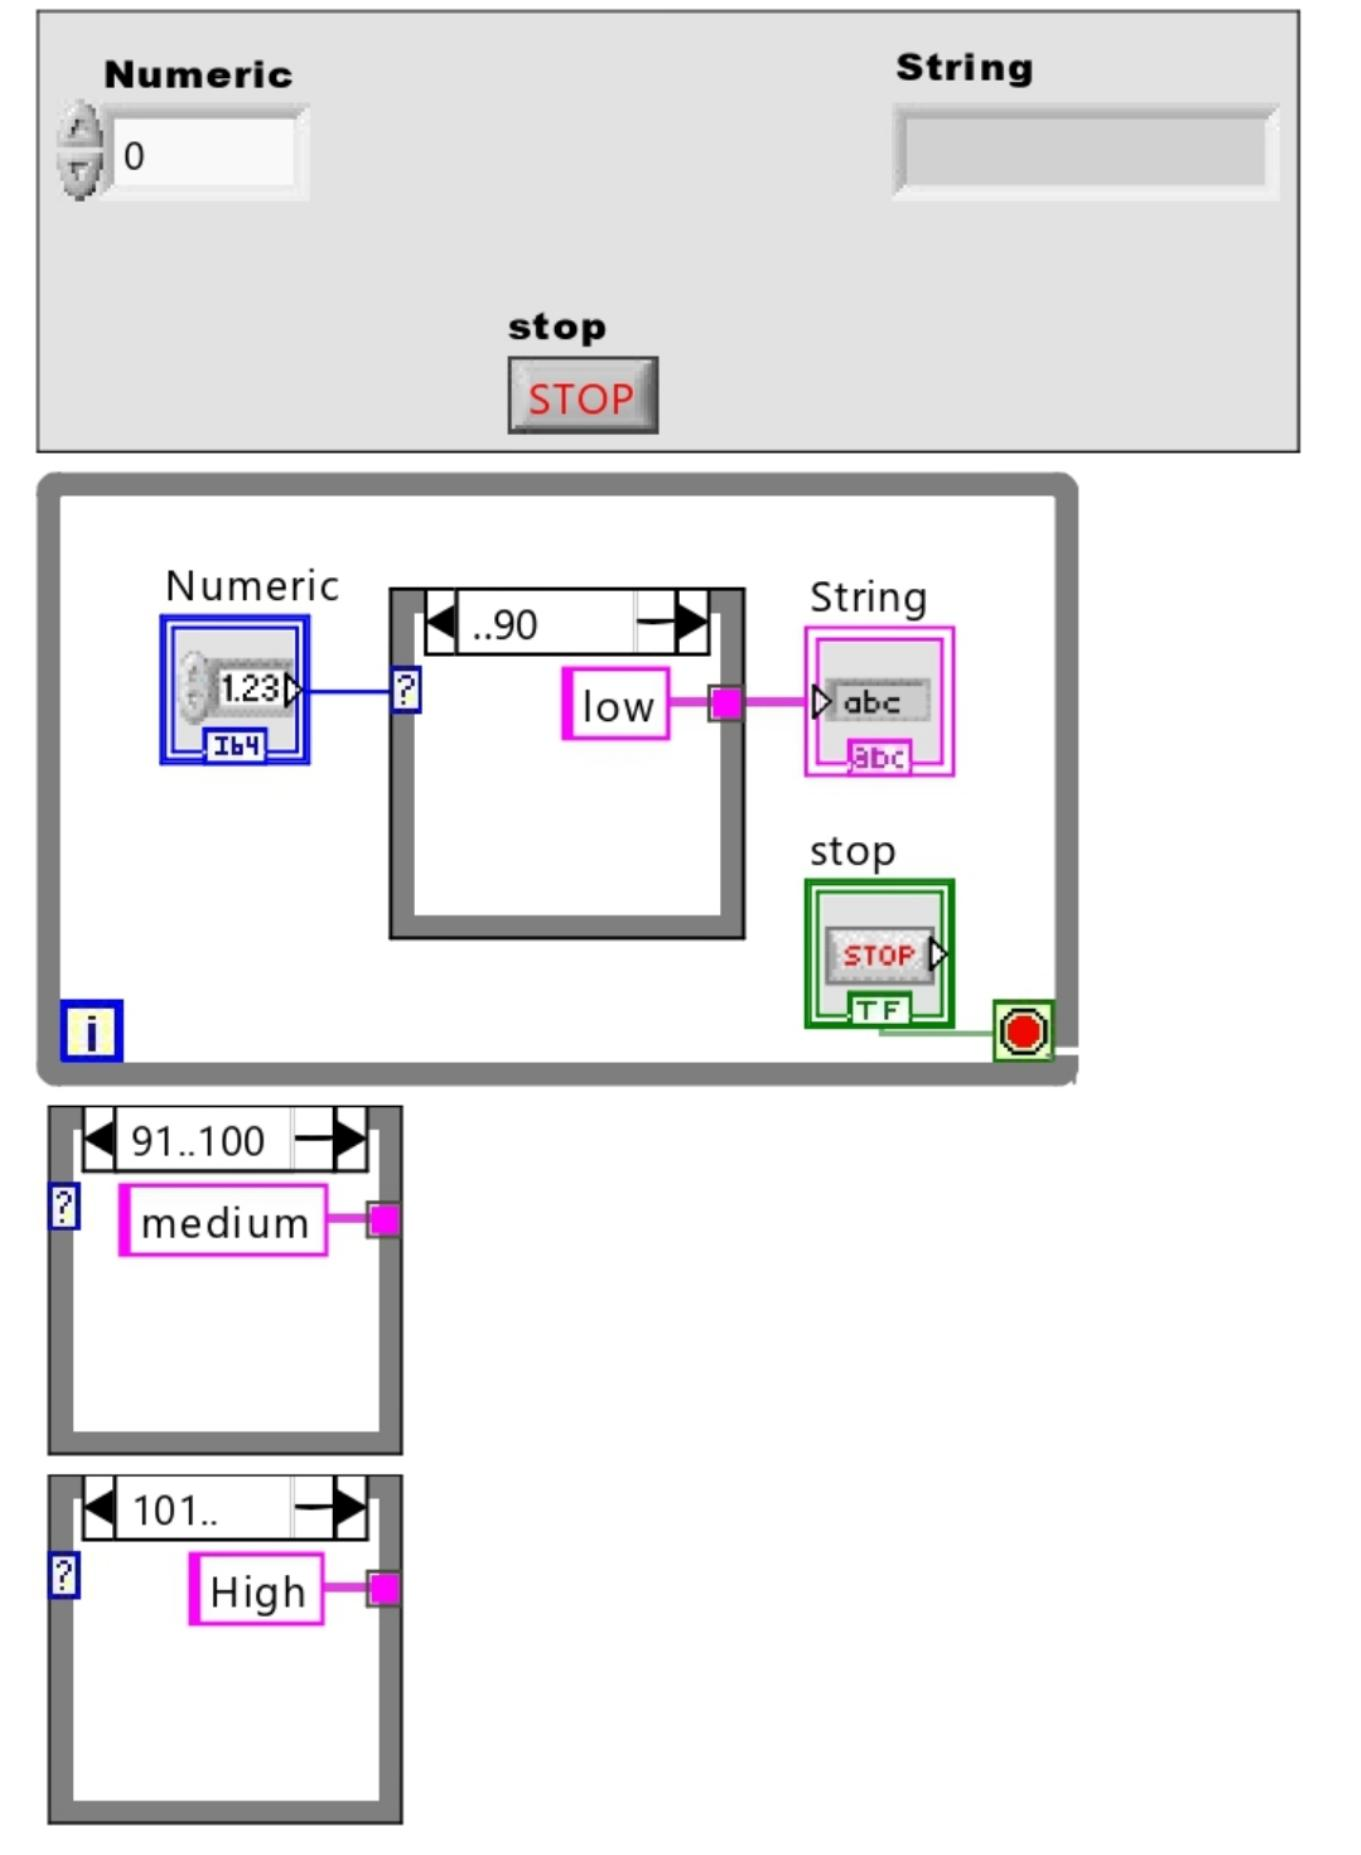 Numeric
String
0
stop
STOP
Numeric
..90
String
?
1.23
low
abc
I64
abc
stop
STOP
TF
i
91..100
?
medium
101..
?
High